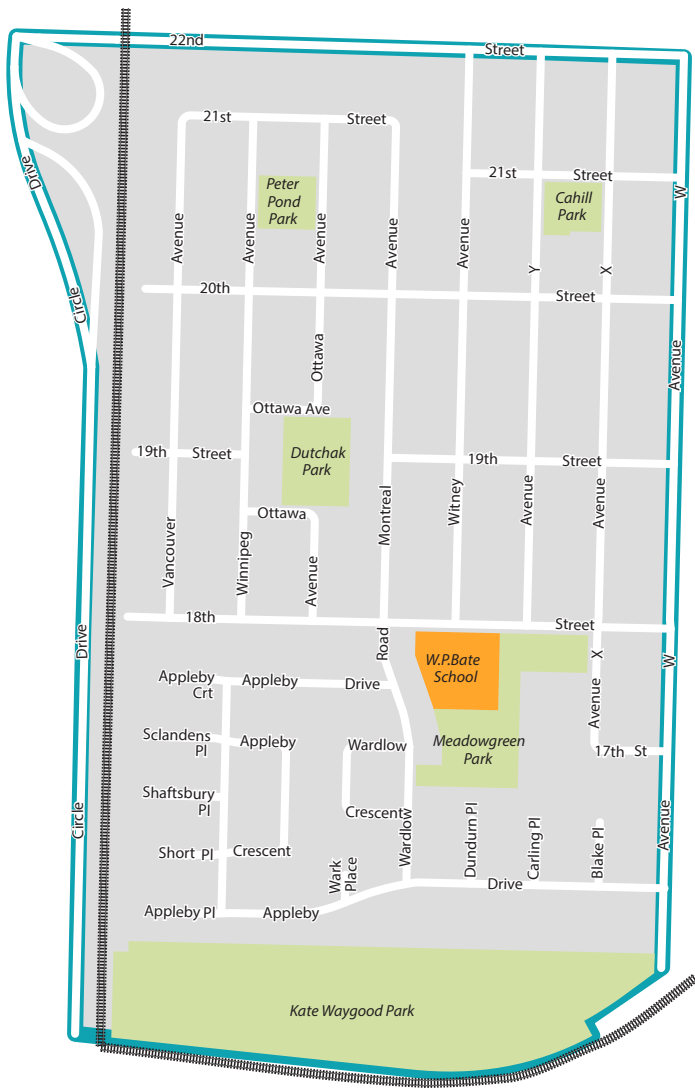 22nd
Street
21st
Street
21st
Street
Drive
Peter
Pond
Park
Cahill
Park
W
Avenue
Avenue
Avenue
Avenue
Avenue
Y
X
20th
Street
Circle
Ottawa
Avenue
Ottawa Ave
19th
Street
Dutchak
Park
19th
Street
Ottawa
Montreal
Witney
Avenue
Avenue
Vancouver
Winnipeg
Avenue
18th
Street
Drive
Road
W.P.Bate
School
X
W
Appleby
Crt
Appleby
Drive
Avenue
Sclandens
Pl
Appleby
Wardlow
Meadowgreen
Park
17th St
Shaftsbury
Pl
Crescent
Circle
Wardlow
Dundurn Pl
Carling Pl
Blake Pl
Avenue
Short Pl
Crescent
Wark
Place
Drive
Appleby Pl
Appleby
Kate Waygood Park